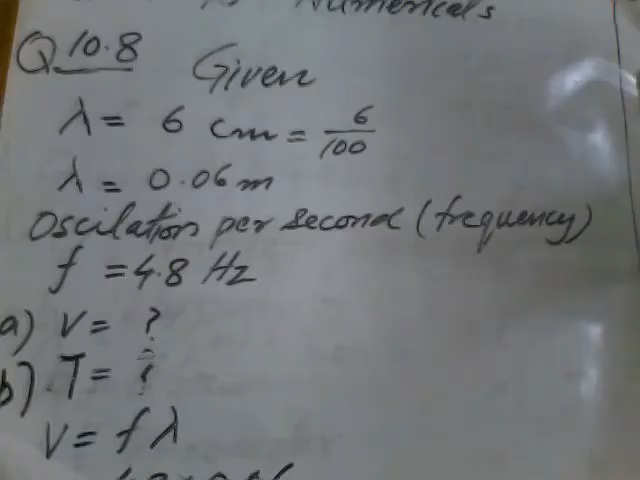 Numericals
Q 10.8 Given
λ = 6 cm = 6/100
λ = 0.06 m
Oscilation per second (frequency)
f = 4.8 Hz
a) V = ?
b) T = ?
V = f λ